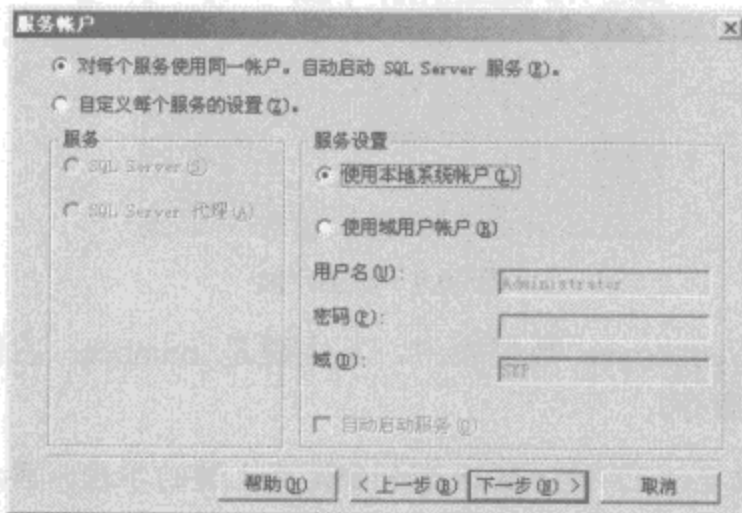 服务帐户
对每个服务使用同一帐户。自动启动 SQL Server 服务(E)。
自定义每个服务的设置(Z)。
服务
SQL Server(S)
SQL Server 代理(A)
服务设置
使用本地系统帐户(L)
使用域用户帐户(R)
用户名(U): Administrator
密码(P):
域(D): SYP
自动启动服务(O)
帮助(H) < 上一步(B) 下一步(N) > 取消